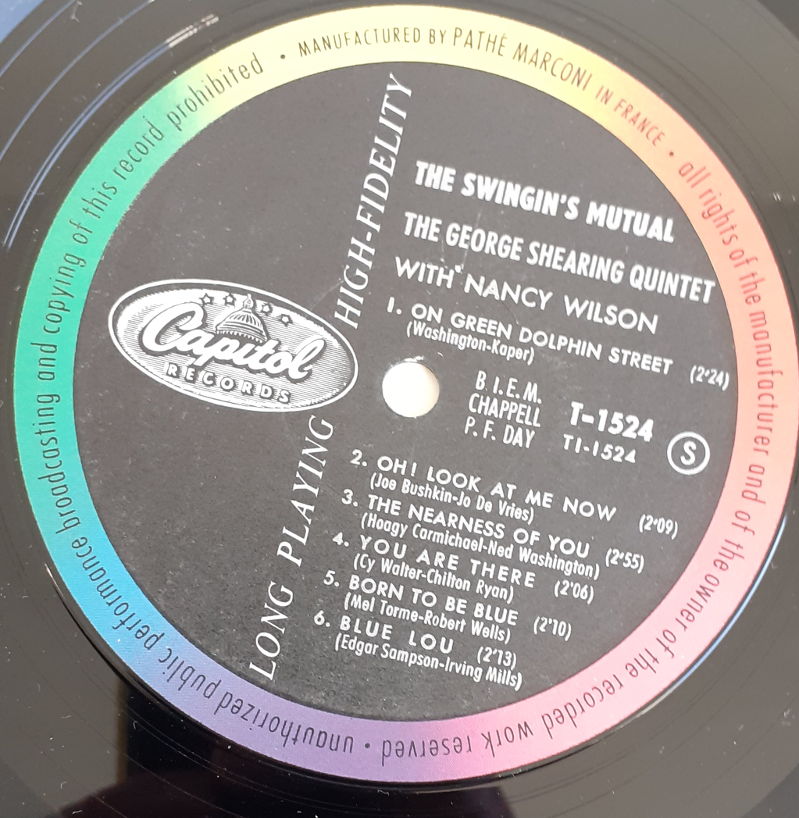 MANUFACTURED BY PATHÉ MARCONI IN FRANCE • all rights of the manufacturer and of the owner of the recorded work reserved • unauthorized public performance broadcasting and copying of this record prohibited •
LONG PLAYING HIGH-FIDELITY
Capitol
RECORDS
THE SWINGIN'S MUTUAL
THE GEORGE SHEARING QUINTET
WITH NANCY WILSON
1. ON GREEN DOLPHIN STREET (2'24)
(Washington-Kaper)
B.I.E.M.
CHAPPELL
P. F. DAY
T-1524
T1-1524
S
2. OH! LOOK AT ME NOW (2'09)
(Joe Bushkin-Jo De Vries)
3. THE NEARNESS OF YOU (2'55)
(Hoagy Carmichael-Ned Washington)
4. YOU ARE THERE (2'06)
(Cy Walter-Chilton Ryan)
5. BORN TO BE BLUE (2'10)
(Mel Torme-Robert Wells)
6. BLUE LOU (2'13)
(Edgar Sampson-Irving Mills)